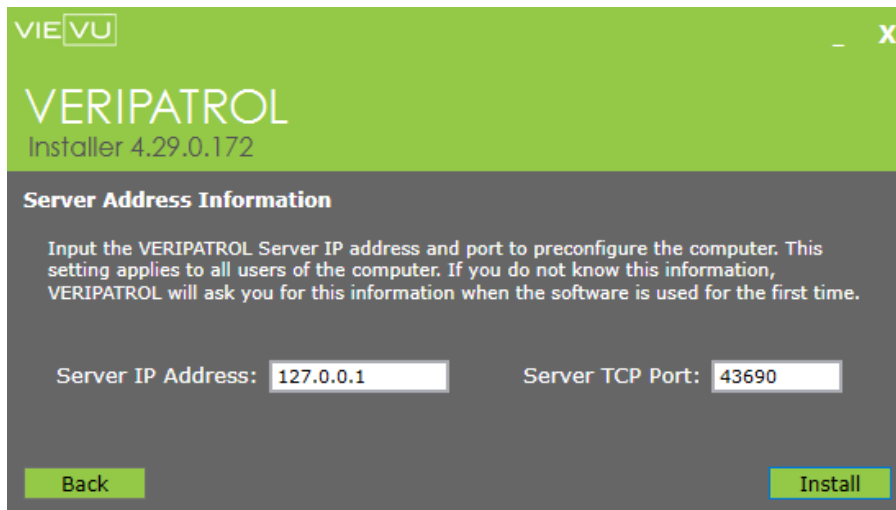 VIEVU
_ X
VERIPATROL
Installer 4.29.0.172
Server Address Information
Input the VERIPATROL Server IP address and port to preconfigure the computer. This
setting applies to all users of the computer. If you do not know this information,
VERIPATROL will ask you for this information when the software is used for the first time.
Server IP Address: 127.0.0.1 Server TCP Port: 43690
Back Install